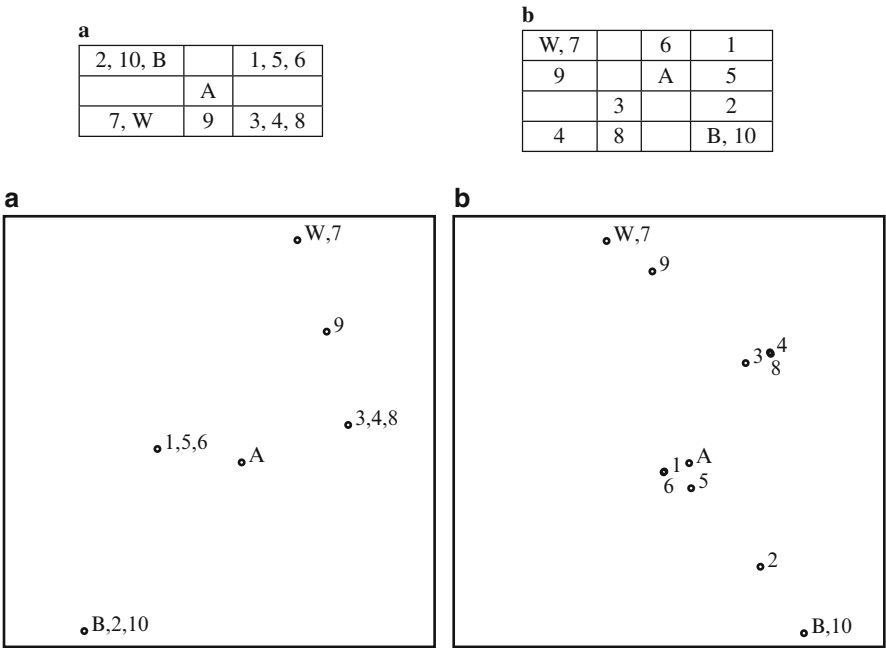 a
2, 10, B 1, 5, 6
A
7, W 9 3, 4, 8
b
W, 7 6 1
9 A 5
3 2
4 8 B, 10
a
W,7
9
3,4,8
1,5,6
A
B,2,10
b
W,7
9
4
3
8
A
1
6
5
2
B,10